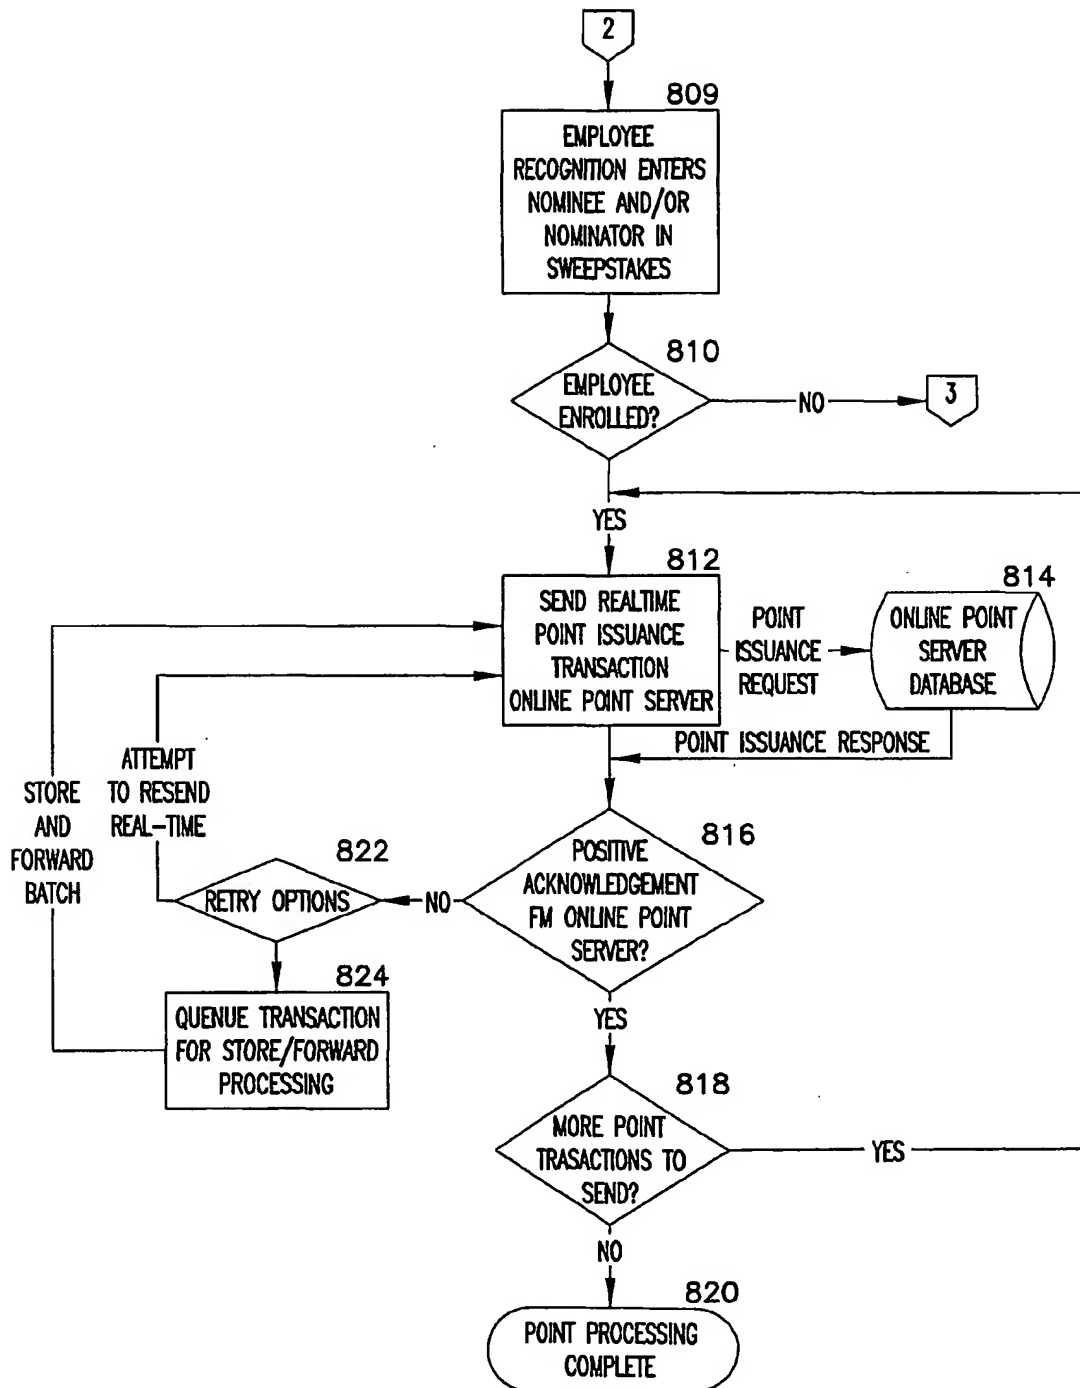 2
809
EMPLOYEE
RECOGNITION ENTERS
NOMINEE AND/OR
NOMINATOR IN
SWEEPSTAKES
810
EMPLOYEE
ENROLLED?
NO
3
YES
812
SEND REALTIME
POINT ISSUANCE
TRANSACTION
ONLINE POINT SERVER
POINT
ISSUANCE
REQUEST
814
ONLINE POINT
SERVER
DATABASE
POINT ISSUANCE RESPONSE
ATTEMPT
TO RESEND
REAL-TIME
STORE
AND
FORWARD
BATCH
816
POSITIVE
ACKNOWLEDGEMENT
FM ONLINE POINT
SERVER?
NO
822
RETRY OPTIONS
824
QUENUE TRANSACTION
FOR STORE/FORWARD
PROCESSING
YES
818
MORE POINT
TRASACTIONS TO
SEND?
YES
NO
820
POINT PROCESSING
COMPLETE